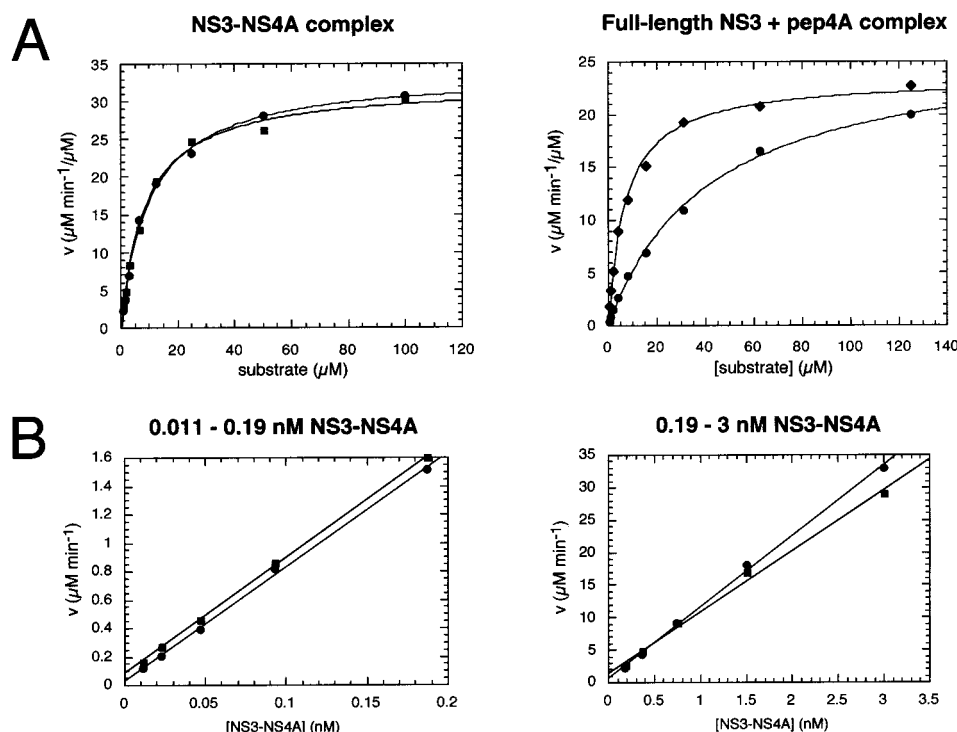 A
NS3-NS4A complex
35
30
25
20
15
10
5
0
v (µM min⁻¹/µM)
0 20 40 60 80 100 120
substrate (µM)
Full-length NS3 + pep4A complex
25
20
15
10
5
0
v (µM min⁻¹/µM)
0 20 40 60 80 100 120 140
[substrate] (µM)
B
0.011 - 0.19 nM NS3-NS4A
1.6
1.4
1.2
1
0.8
0.6
0.4
0.2
0
v (µM min⁻¹)
0 0.05 0.1 0.15 0.2
[NS3-NS4A] (nM)
0.19 - 3 nM NS3-NS4A
35
30
25
20
15
10
5
0
v (µM min⁻¹)
0 0.5 1 1.5 2 2.5 3 3.5
[NS3-NS4A] (nM)